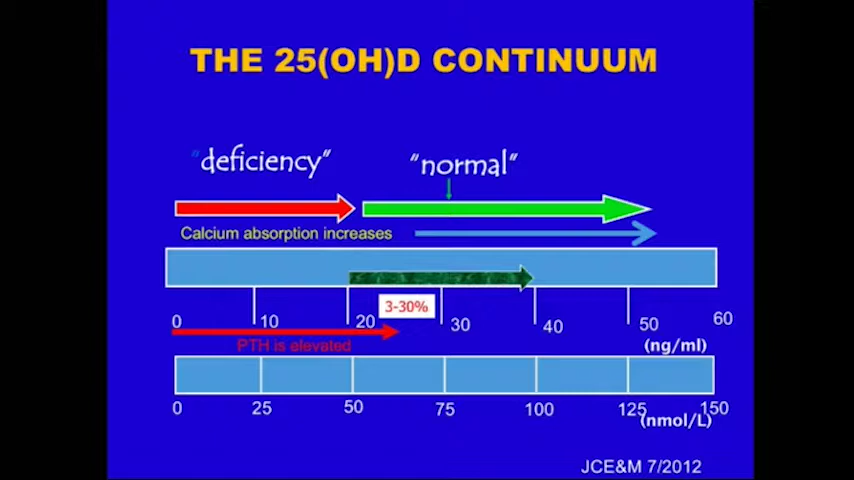 THE 25(OH)D CONTINUUM
"deficiency"
"normal"
Calcium absorption increases
3-30%
0 10 20 30 40 50 60
PTH is elevated
(ng/ml)
0 25 50 75 100 125 150
(nmol/L)
JCE&M 7/2012